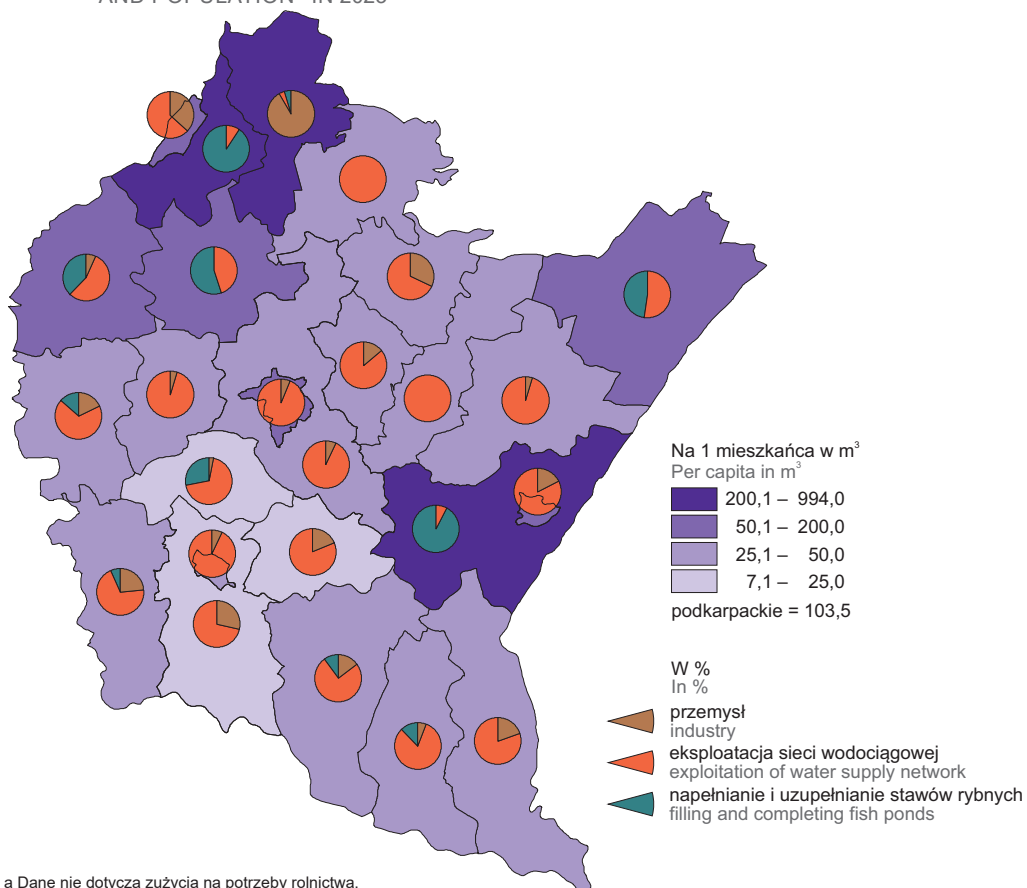 Na 1 mieszkańca w m³
Per capita in m³
200,1 – 994,0
50,1 – 200,0
25,1 – 50,0
7,1 – 25,0
podkarpackie = 103,5
W %
In %
przemysł
industry
eksploatacja sieci wodociągowej
exploitation of water supply network
napełnianie i uzupełnianie stawów rybnych
filling and completing fish ponds
a Dane nie dotyczą zużycia na potrzeby rolnictwa.